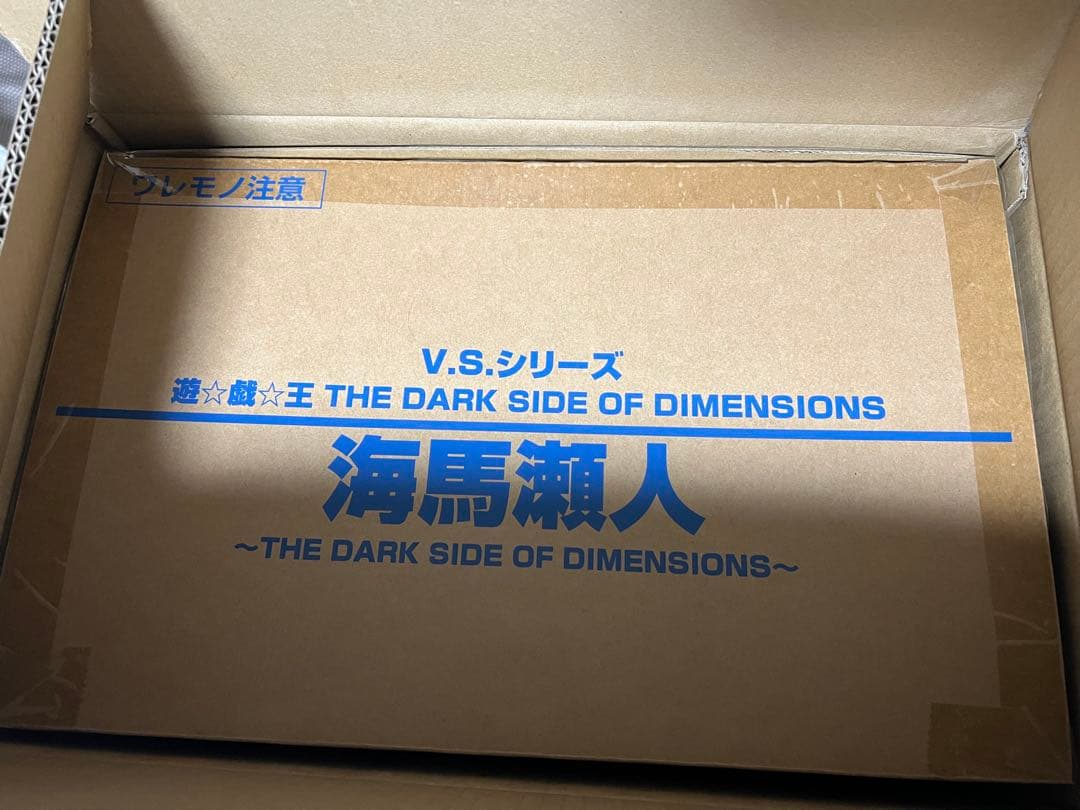 ワレモノ注意
V.S.シリーズ
遊☆戯☆王 THE DARK SIDE OF DIMENSIONS
海馬瀬人
～THE DARK SIDE OF DIMENSIONS～